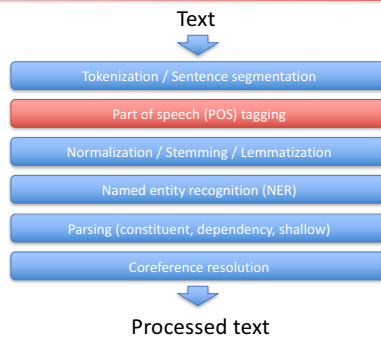 Text
Tokenization / Sentence segmentation
Part of speech (POS) tagging
Normalization / Stemming / Lemmatization
Named entity recognition (NER)
Parsing (constituent, dependency, shallow)
Coreference resolution
Processed text